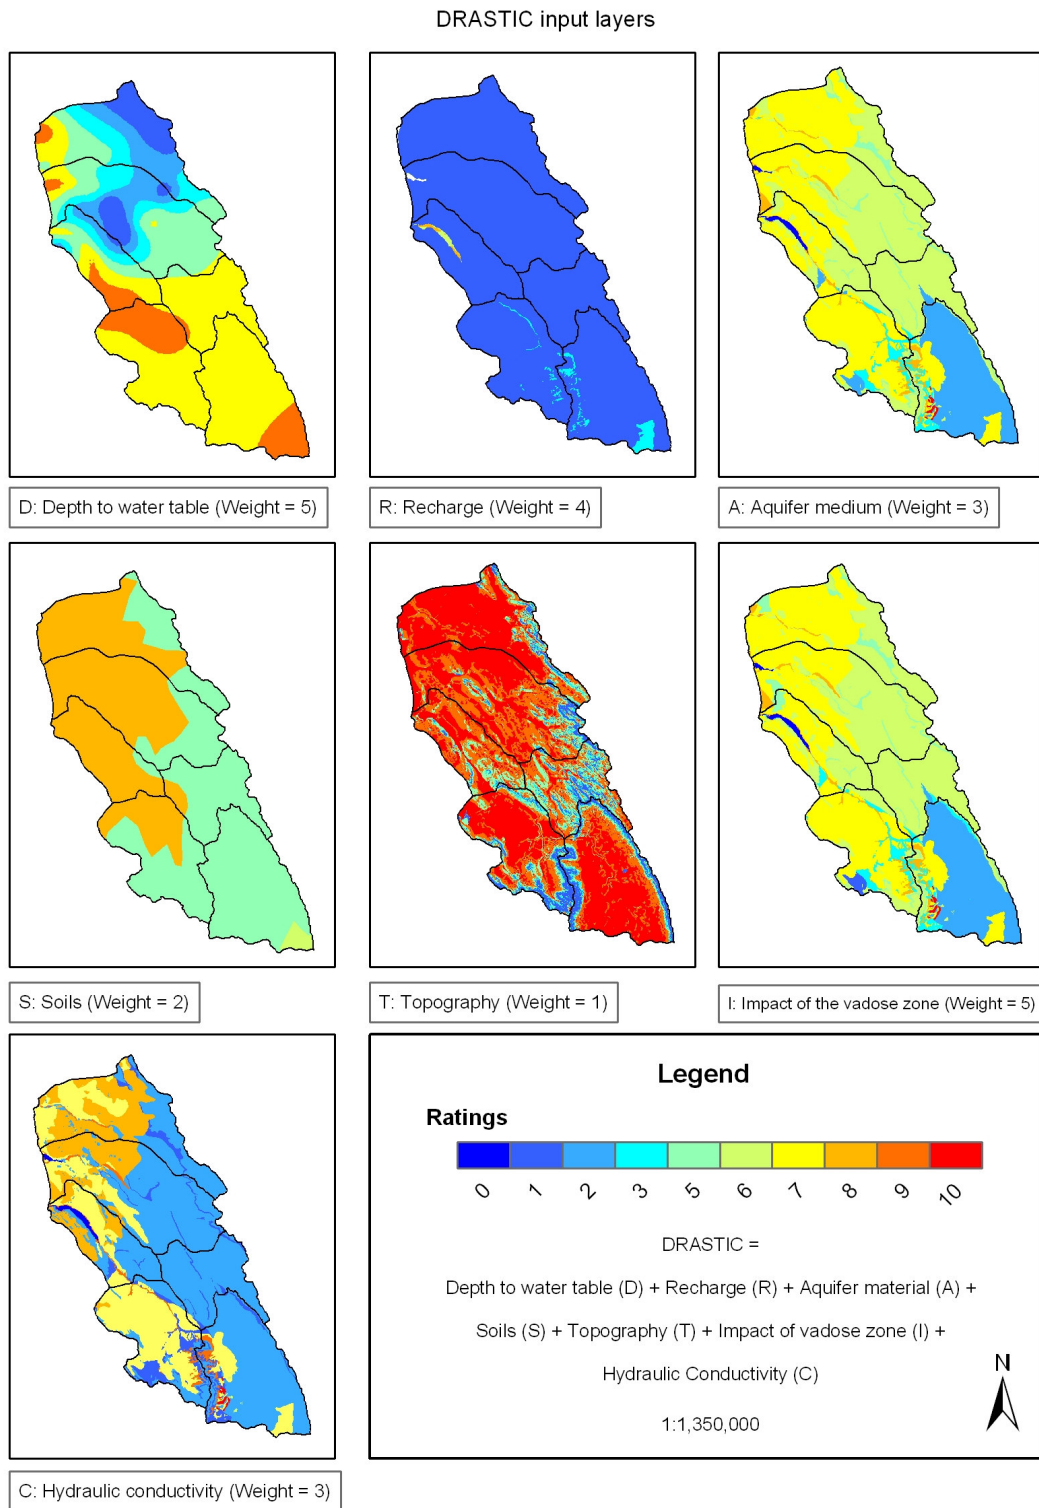 DRASTIC input layers
D: Depth to water table (Weight = 5)
R: Recharge (Weight = 4)
A: Aquifer medium (Weight = 3)
S: Soils (Weight = 2)
T: Topography (Weight = 1)
I: Impact of the vadose zone (Weight = 5)
C: Hydraulic conductivity (Weight = 3)
Legend
Ratings
0 1 2 3 5 6 7 8 9 10
DRASTIC =
Depth to water table (D) + Recharge (R) + Aquifer material (A) +
Soils (S) + Topography (T) + Impact of vadose zone (I) +
Hydraulic Conductivity (C)
1:1,350,000
N